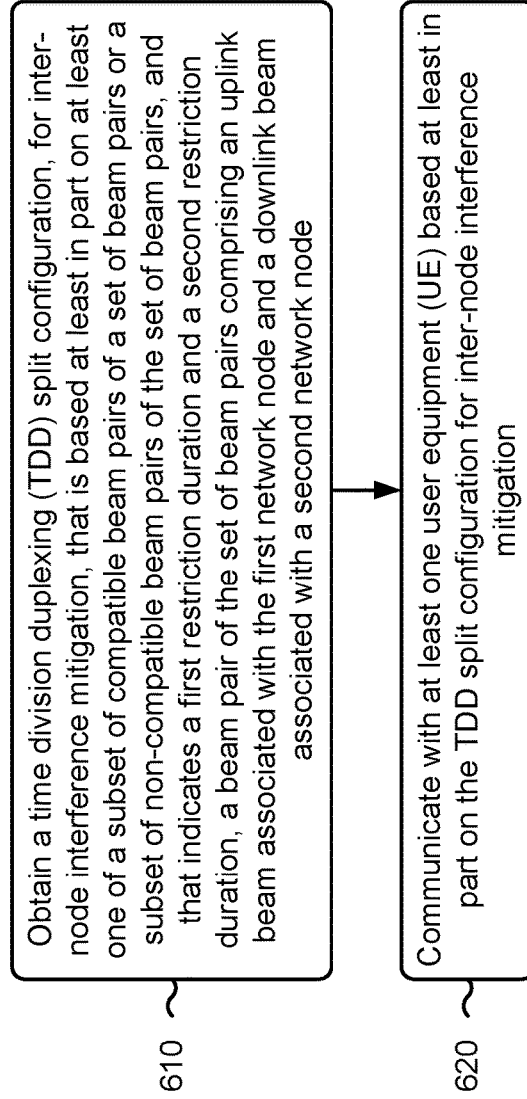 Obtain a time division duplexing (TDD) split configuration, for inter-
node interference mitigation, that is based at least in part on at least
one of a subset of compatible beam pairs of a set of beam pairs or a
subset of non-compatible beam pairs of the set of beam pairs, and
that indicates a first restriction duration and a second restriction
duration, a beam pair of the set of beam pairs comprising an uplink
beam associated with the first network node and a downlink beam
associated with a second network node
610
Communicate with at least one user equipment (UE) based at least in
part on the TDD split configuration for inter-node interference
mitigation
620